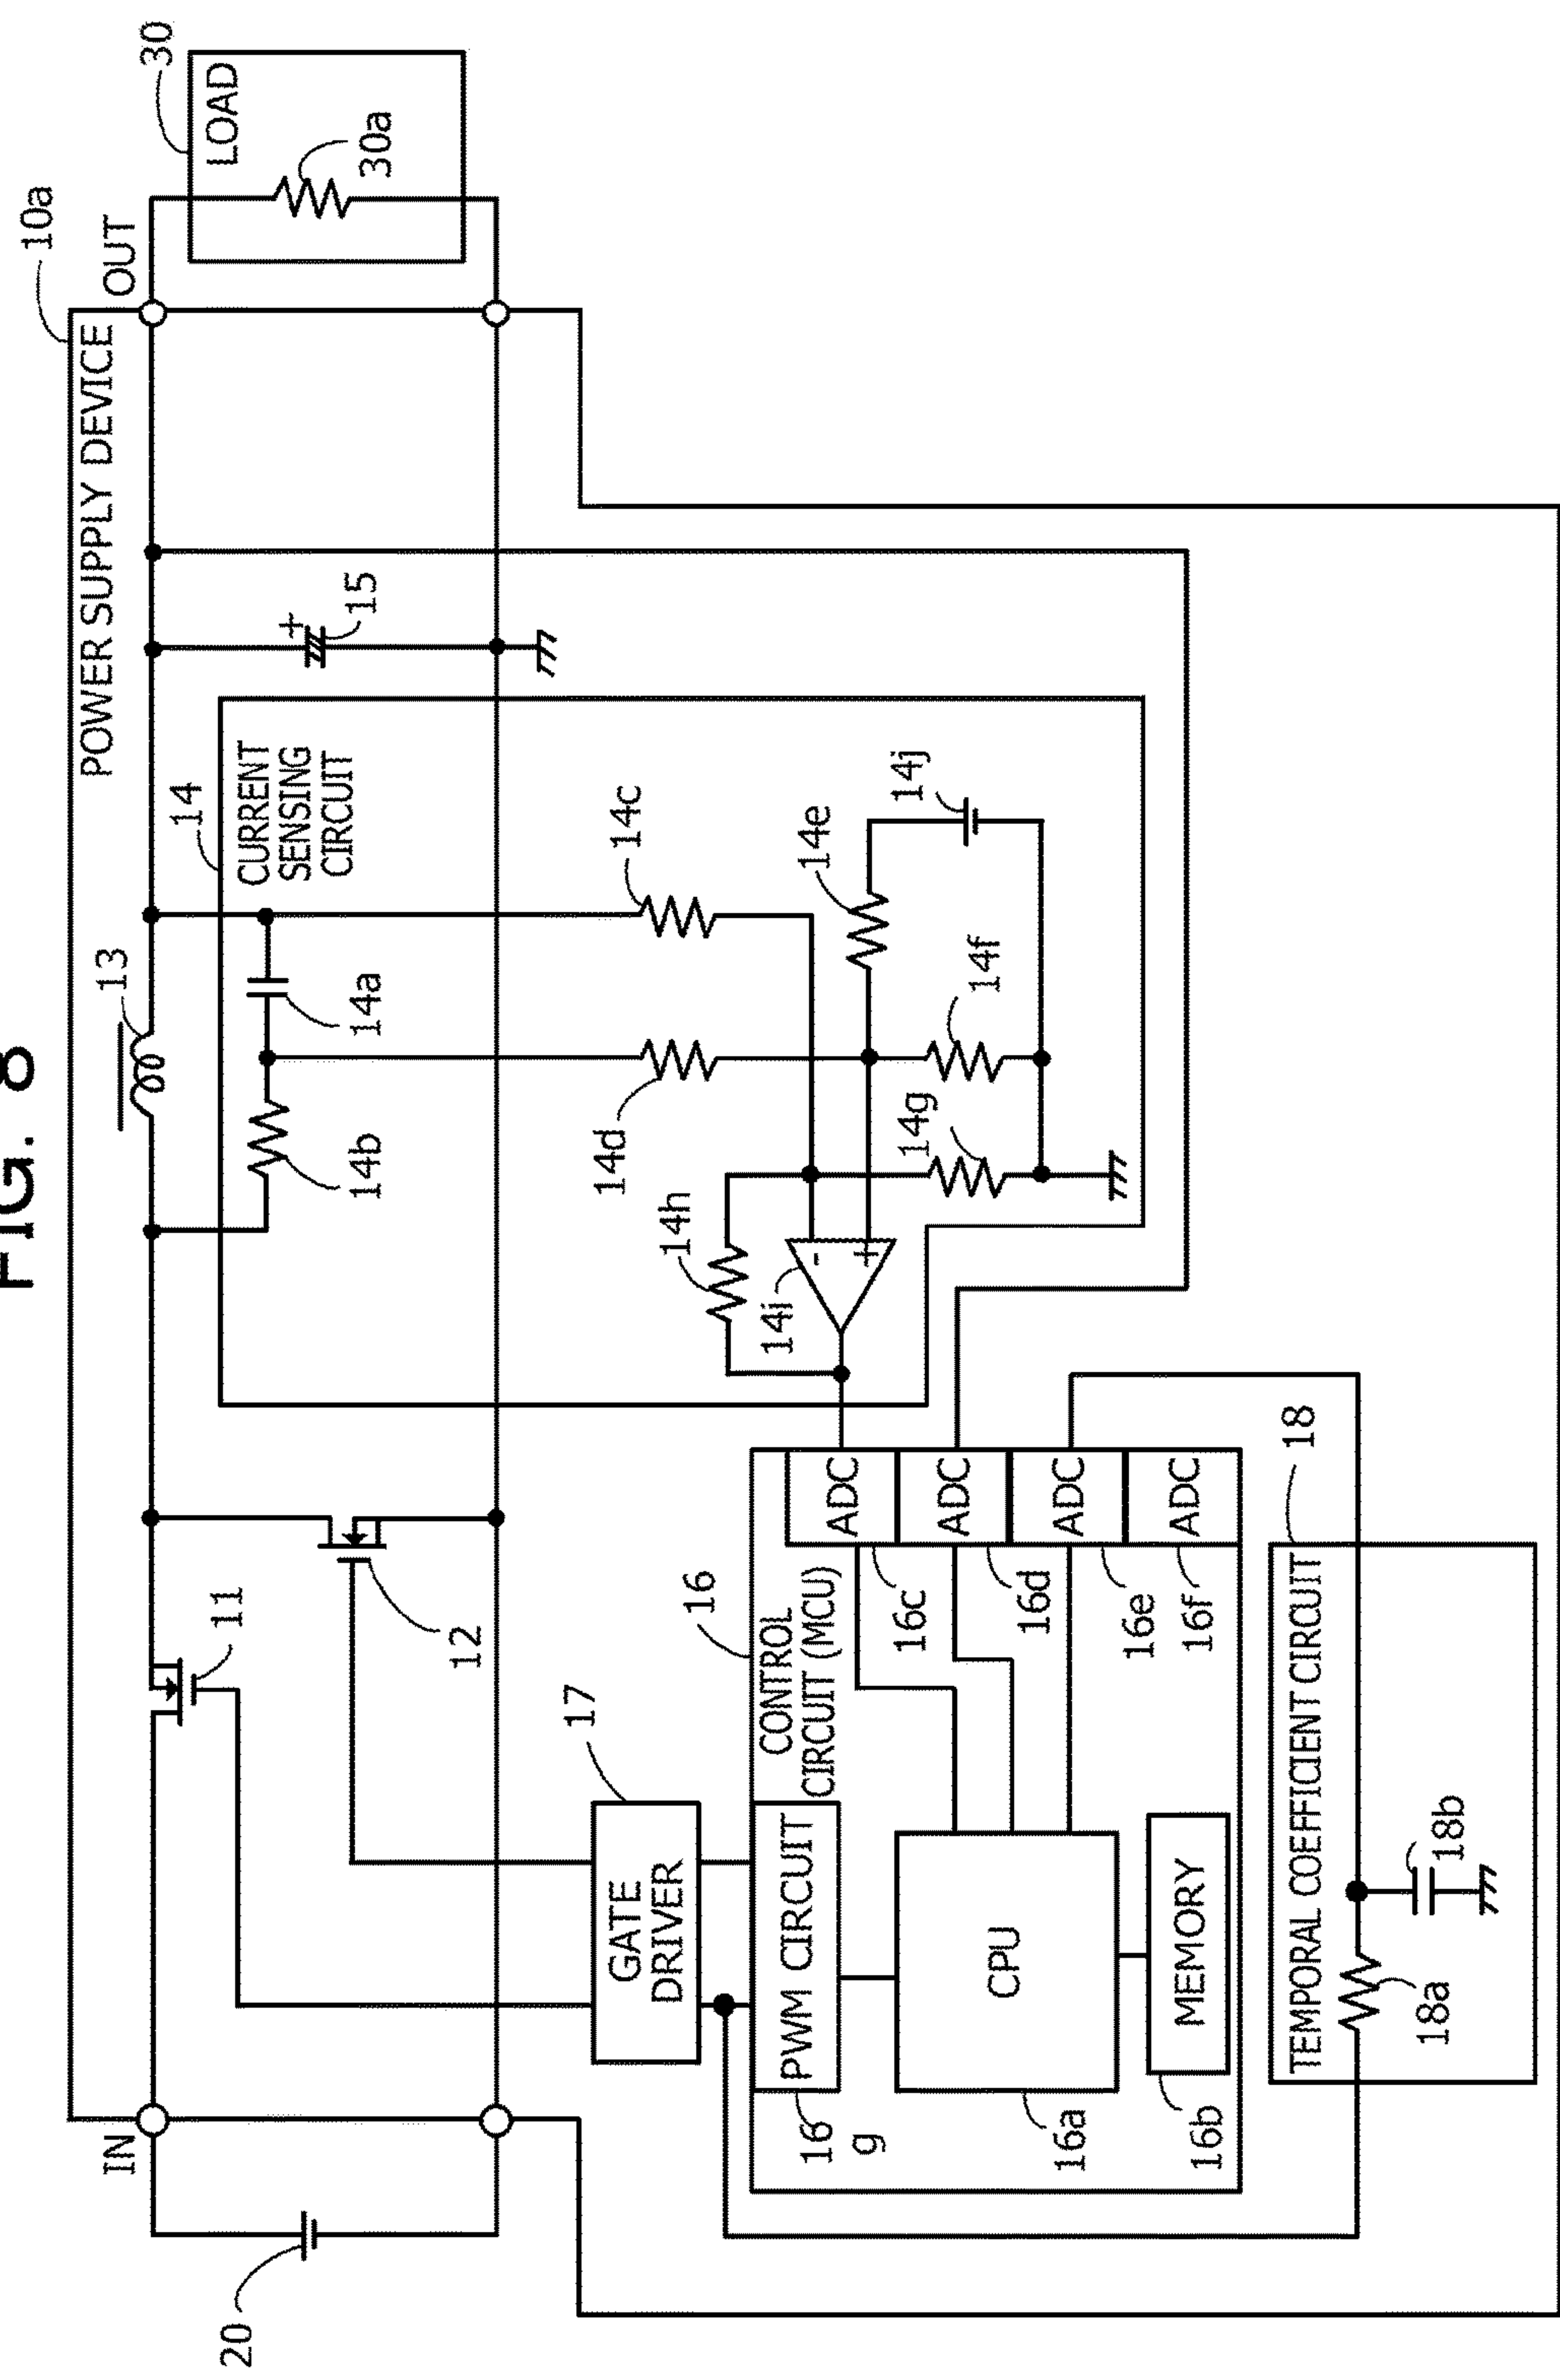 FIG. 8
10a
POWER SUPPLY DEVICE
IN
OUT
20
11
12
13
14
CURRENT
SENSING
CIRCUIT
14a
14b
14c
14d
14e
14f
14g
14h
14i
14j
-
+
15
+
30
LOAD
30a
17
GATE
DRIVER
16
CONTROL
CIRCUIT (MCU)
PWM CIRCUIT
16
g
CPU
16a
MEMORY
16b
ADC
16c
ADC
16d
ADC
16e
ADC
16f
18
TEMPORAL COEFFICIENT CIRCUIT
18a
18b